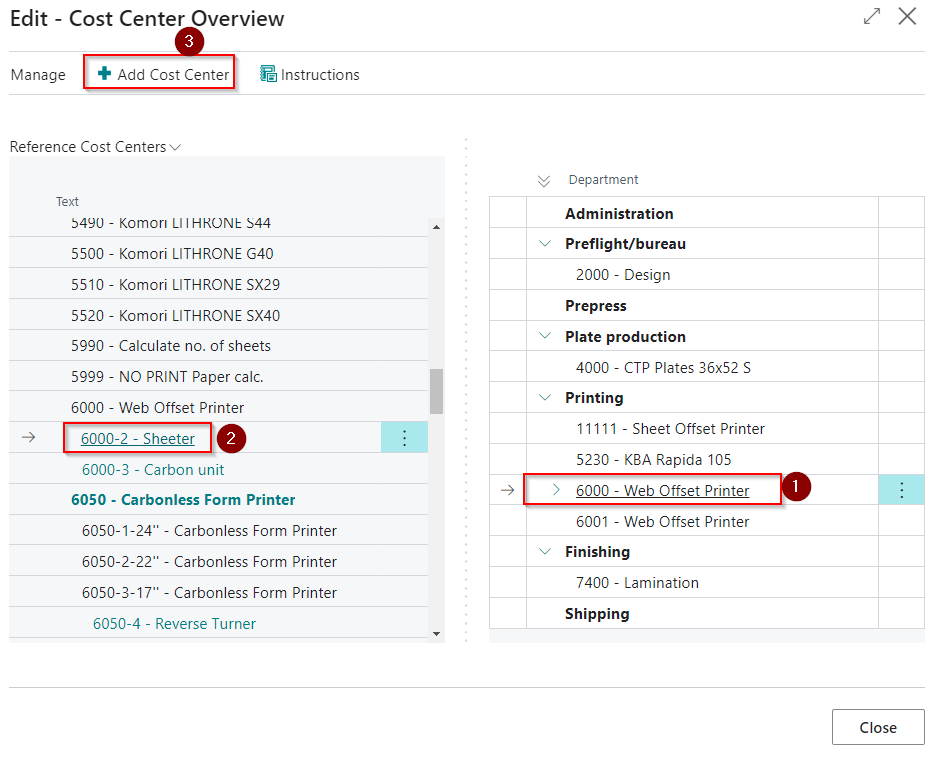 Edit - Cost Center Overview
3
Manage
Add Cost Center
Instructions
Reference Cost Centers
Text
5490 - Komori LITHRONE S44
5500 - Komori LITHRONE G40
5510 - Komori LITHRONE SX29
5520 - Komori LITHRONE SX40
5990 - Calculate no. of sheets
5999 - NO PRINT Paper calc.
6000 - Web Offset Printer
6000-2 - Sheeter
2
6000-3 - Carbon unit
6050 - Carbonless Form Printer
6050-1-24'' - Carbonless Form Printer
6050-2-22'' - Carbonless Form Printer
6050-3-17'' - Carbonless Form Printer
6050-4 - Reverse Turner
Department
Administration
Preflight/bureau
2000 - Design
Prepress
Plate production
4000 - CTP Plates 36x52 S
Printing
11111 - Sheet Offset Printer
5230 - KBA Rapida 105
6000 - Web Offset Printer
1
6001 - Web Offset Printer
Finishing
7400 - Lamination
Shipping
Close